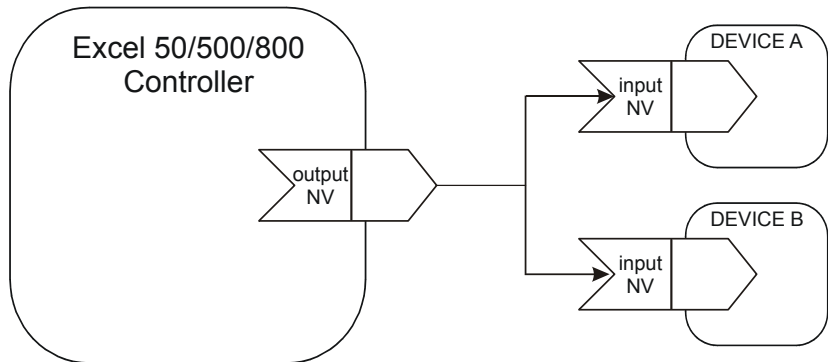 Excel 50/500/800
Controller
output
NV
DEVICE A
input
NV
DEVICE B
input
NV